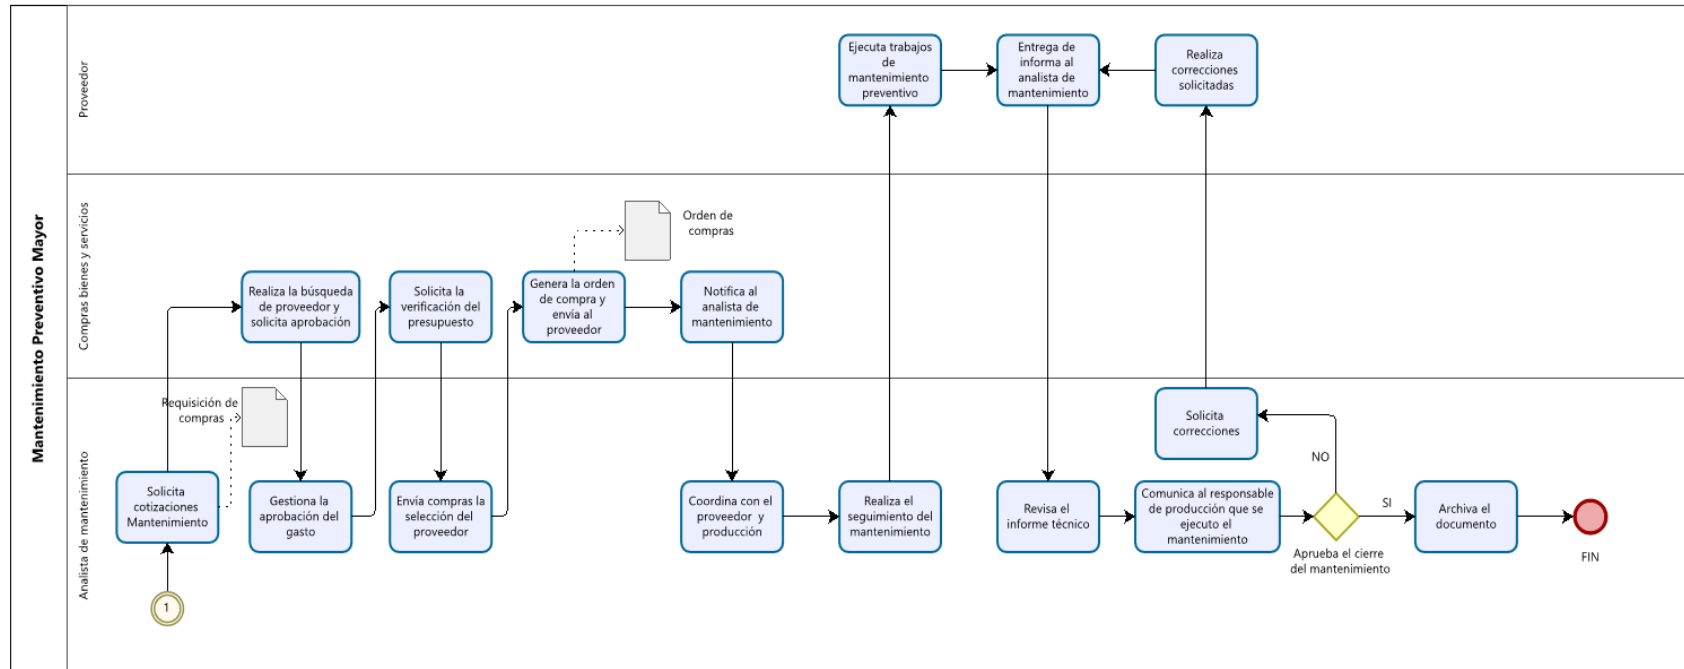 Mantenimiento Preventivo Mayor
Proveedor
Ejecuta trabajos
de
mantenimiento
preventivo
Entrega de
informa al
analista de
mantenimiento
Realiza
correcciones
solicitadas
Compras bienes y servicios
Orden de
compras
Realiza la búsqueda
de proveedor y
solicita aprobación
Solicita la
verificación del
presupuesto
Genera la orden
de compra y
envía al
proveedor
Notifica al
analista de
mantenimiento
Analista de mantenimiento
Requisición de
compras
Solicita
cotizaciones
Mantenimiento
1
Gestiona la
aprobación del
gasto
Envía compras la
selección del
proveedor
Coordina con el
proveedor y
producción
Realiza el
seguimiento del
mantenimiento
Revisa el
informe técnico
Comunica al responsable
de producción que se
ejecuto el
mantenimiento
Solicita
correcciones
NO
SI
Aprueba el cierre
del mantenimiento
Archiva el
documento
FIN